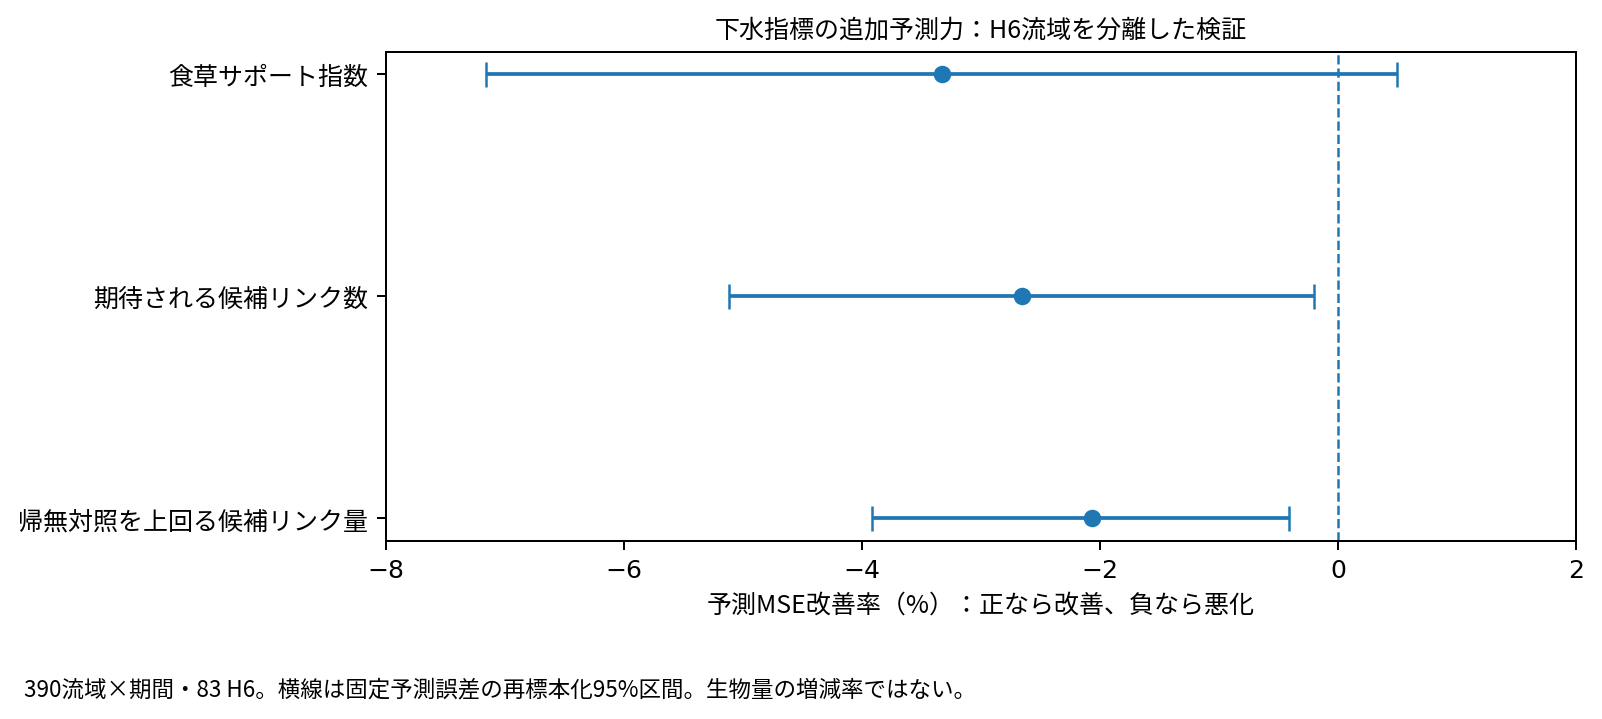 下水指標の追加予測力：H6流域を分離した検証
食草サポート指数
期待される候補リンク数
帰無対照を上回る候補リンク量
−8 −6 −4 −2 0 2
予測MSE改善率（%）：正なら改善、負なら悪化
390流域×期間・83 H6。横線は固定予測誤差の再標本化95%区間。生物量の増減率ではない。